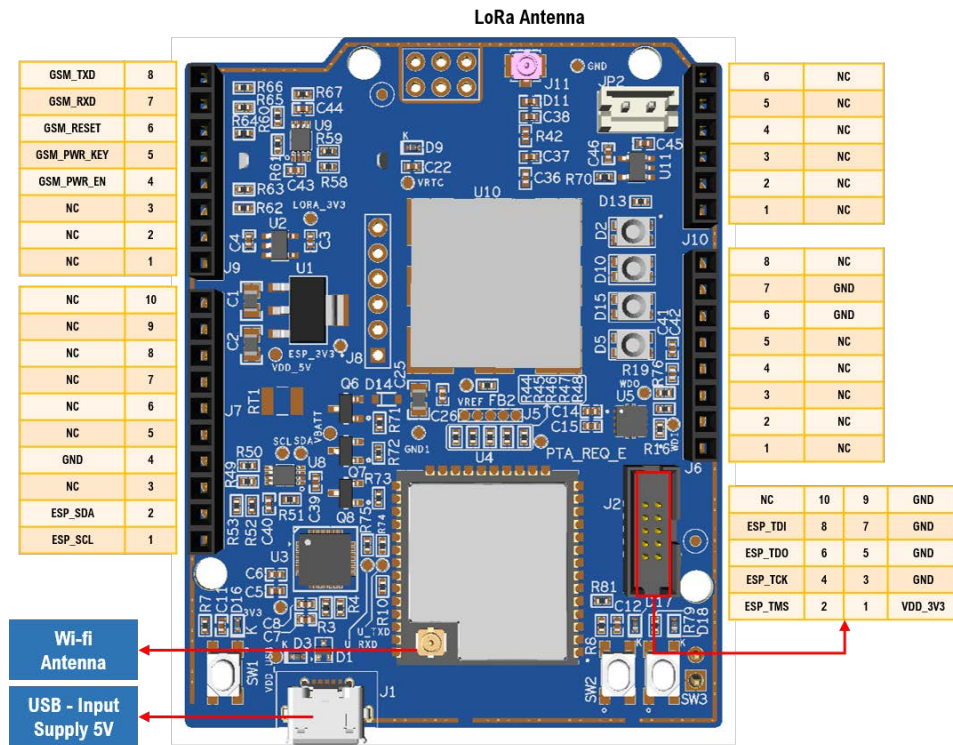 LoRa Antenna
GSM_TXD 8
GSM_RXD 7
GSM_RESET 6
GSM_PWR_KEY 5
GSM_PWR_EN 4
NC 3
NC 2
NC 1
NC 10
NC 9
NC 8
NC 7
NC 6
NC 5
GND 4
NC 3
ESP_SDA 2
ESP_SCL 1
Wi-fi
Antenna
USB - Input
Supply 5V
R66
R65
R64
R60
R67
C44
U9
R59
R58
R61
C43
R63
R62
LORA_3V3
U2
C4
C3
J9
U1
C1
C2
ESP_3V3
VDD_5V
J8
J7
RT1
VBATT
Q6
D14
C25
R71
R72
Q7
R73
Q8
SCL
SDA
R50
R49
U8
R51
C39
R53
R52
C40
U3
C6
C5
C8
C7
R3
R4
R75
R74
R10
U_TXD
U_RXD
R7
C11
D16
3V3
K
SW1
D3
K
D1
J1
K
D9
C22
VRTC
U10
GND
J11
D11
C38
R42
C37
C36
JP2
C46
C45
U11
R70
D13
J10
D2
D10
D15
D5
C41
C42
R19
R76
WDO
U5
R16
WDI
J6
R44
R45
R46
R47
R48
VREF
FB2
C26
J5
C14
C15
GND1
U4
PTA_REQ_E
J2
R81
C12
D17
R79
D18
R8
K
SW2
SW3
6 NC
5 NC
4 NC
3 NC
2 NC
1 NC
8 NC
7 GND
6 GND
5 NC
4 NC
3 NC
2 NC
1 NC
NC 10 9 GND
ESP_TDI 8 7 GND
ESP_TDO 6 5 GND
ESP_TCK 4 3 GND
ESP_TMS 2 1 VDD_3V3